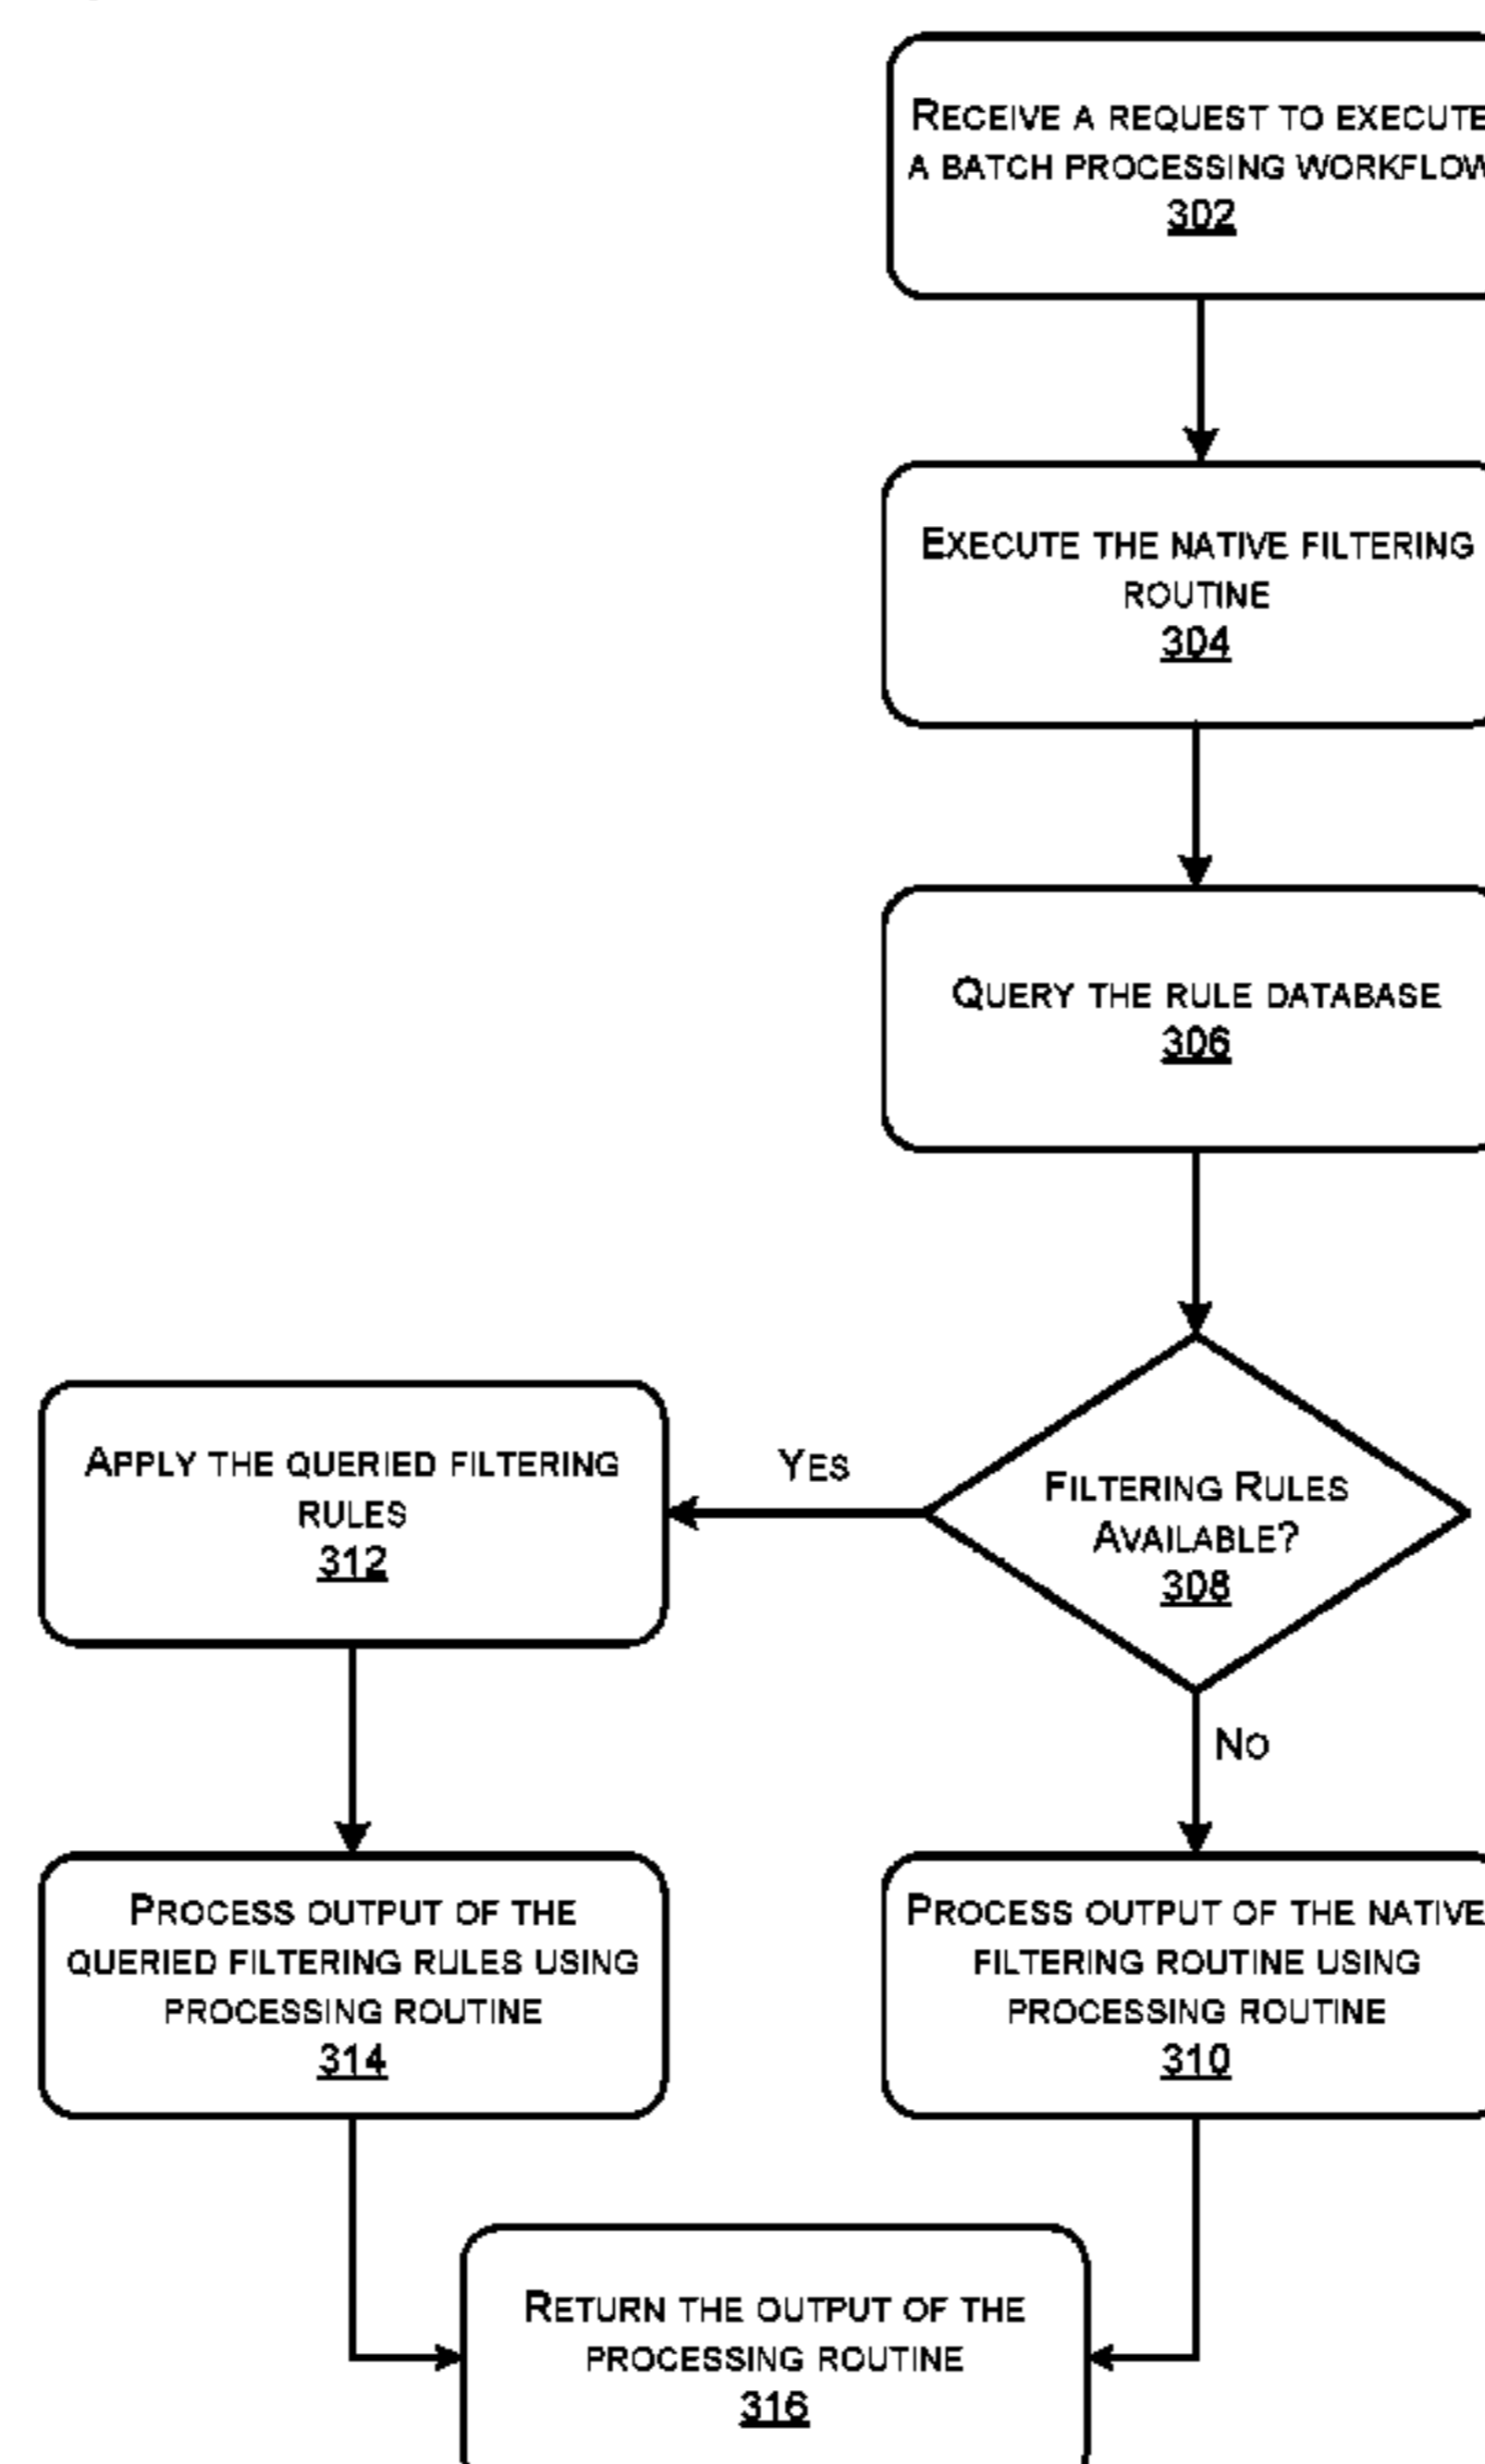 RECEIVE A REQUEST TO EXECUTE
A BATCH PROCESSING WORKFLOW
302
EXECUTE THE NATIVE FILTERING
ROUTINE
304
QUERY THE RULE DATABASE
306
FILTERING RULES
AVAILABLE?
308
YES
NO
APPLY THE QUERIED FILTERING
RULES
312
PROCESS OUTPUT OF THE
QUERIED FILTERING RULES USING
PROCESSING ROUTINE
314
PROCESS OUTPUT OF THE NATIVE
FILTERING ROUTINE USING
PROCESSING ROUTINE
310
RETURN THE OUTPUT OF THE
PROCESSING ROUTINE
316